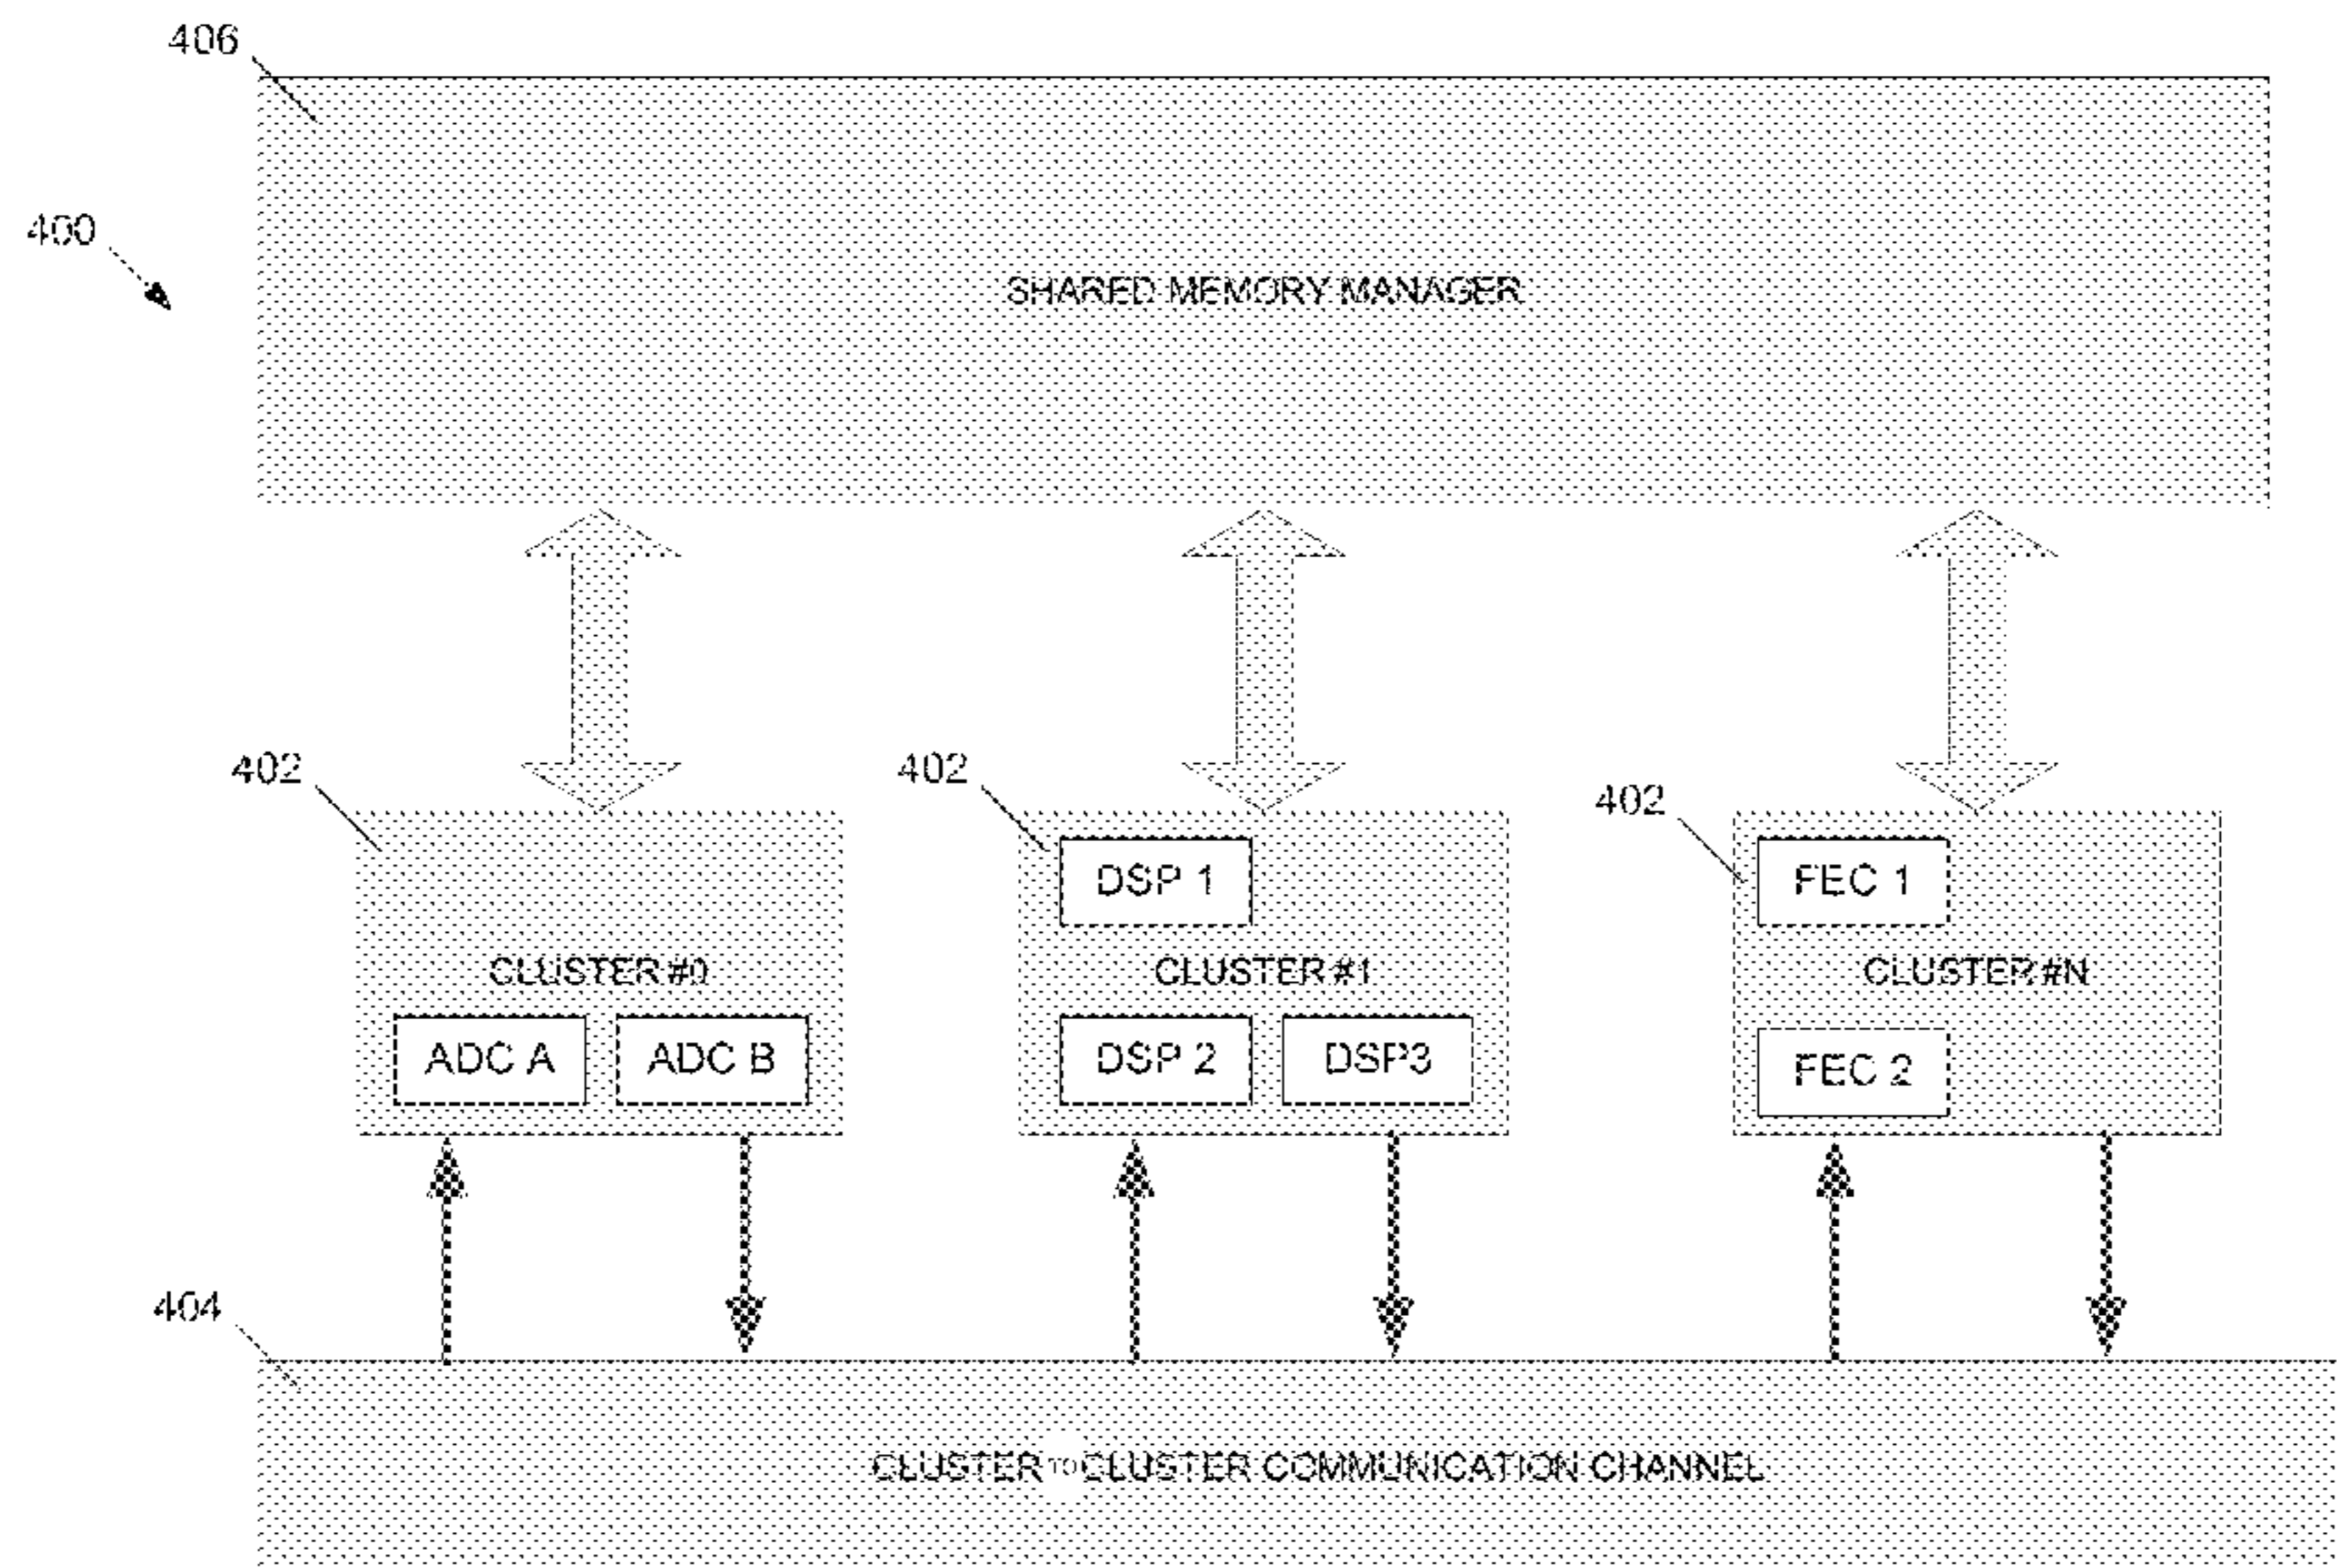 406
400
SHARED MEMORY MANAGER
402
402
402
DSP 1
FEC 1
CLUSTER #0
CLUSTER #1
CLUSTER #N
ADC A
ADC B
DSP 2
DSP3
FEC 2
404
CLUSTER TO CLUSTER COMMUNICATION CHANNEL